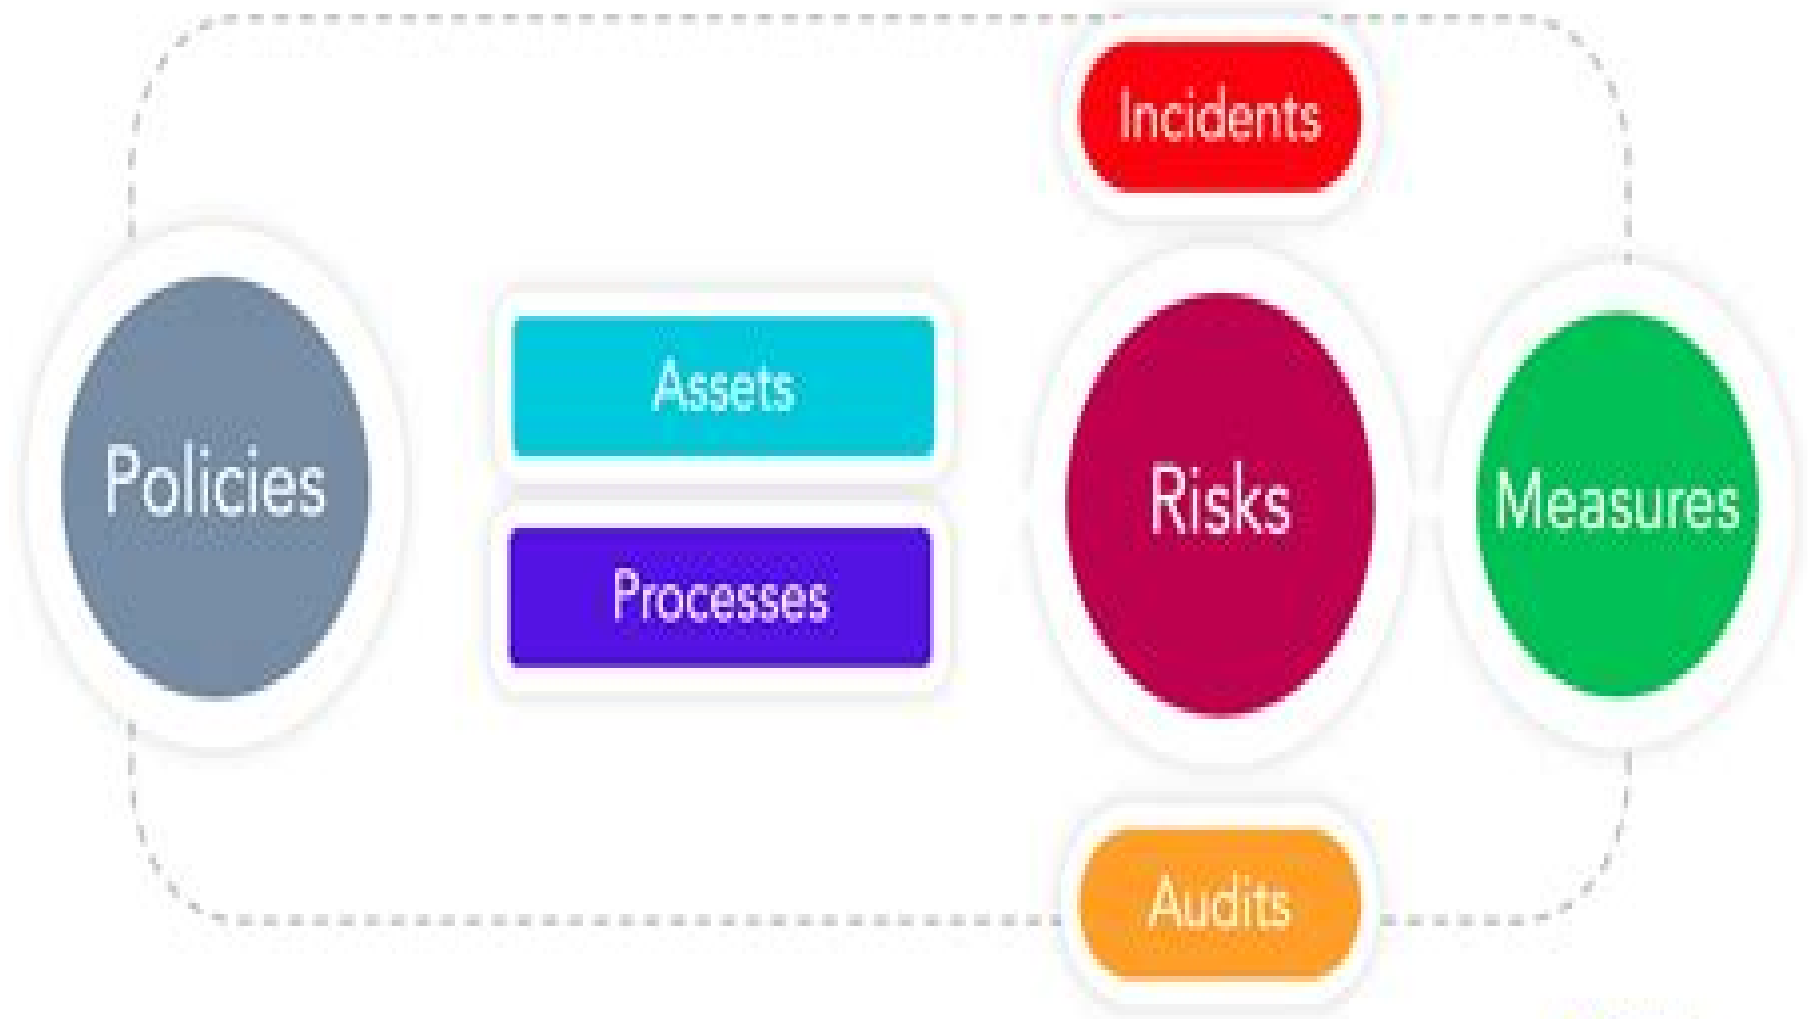 Incidents
Policies
Assets
Processes
Risks
Measures
Audits